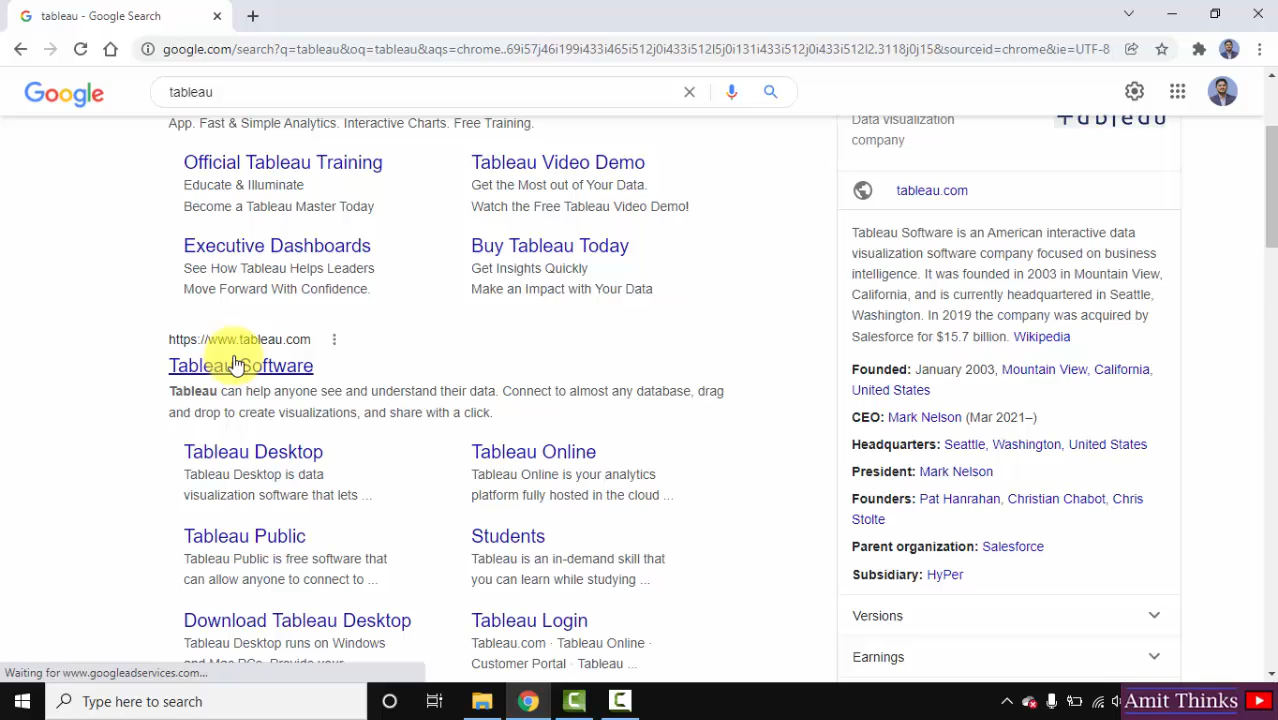 tableau - Google Search
google.com/search?q=tableau&oq=tableau&aqs=chrome..69i57j46i199i433i465i512j0i433i512l5j0i131i433i512j0i433i512l2.3118j0j15&sourceid=chrome&ie=UTF-8
Google
tableau
App. Fast & Simple Analytics. Interactive Charts. Free Training.
Official Tableau Training
Educate & Illuminate
Become a Tableau Master Today
Tableau Video Demo
Get the Most out of Your Data.
Watch the Free Tableau Video Demo!
Executive Dashboards
See How Tableau Helps Leaders
Move Forward With Confidence.
Buy Tableau Today
Get Insights Quickly
Make an Impact with Your Data
https://www.tableau.com
Tableau Software
Tableau can help anyone see and understand their data. Connect to almost any database, drag
and drop to create visualizations, and share with a click.
Tableau Desktop
Tableau Desktop is data
visualization software that lets ...
Tableau Online
Tableau Online is your analytics
platform fully hosted in the cloud ...
Tableau Public
Tableau Public is free software that
can allow anyone to connect to ...
Students
Tableau is an in-demand skill that
you can learn while studying ...
Download Tableau Desktop
Tableau Desktop runs on Windows
and Mac PCs. Provide your
Tableau Login
Tableau.com · Tableau Online ·
Customer Portal · Tableau ...
Data visualization
company
+ableau
tableau.com
Tableau Software is an American interactive data
visualization software company focused on business
intelligence. It was founded in 2003 in Mountain View,
California, and is currently headquartered in Seattle,
Washington. In 2019 the company was acquired by
Salesforce for $15.7 billion. Wikipedia
Founded: January 2003, Mountain View, California,
United States
CEO: Mark Nelson (Mar 2021–)
Headquarters: Seattle, Washington, United States
President: Mark Nelson
Founders: Pat Hanrahan, Christian Chabot, Chris
Stolte
Parent organization: Salesforce
Subsidiary: HyPer
Versions
Earnings
Waiting for www.googleadservices.com...
Type here to search
Amit Thinks